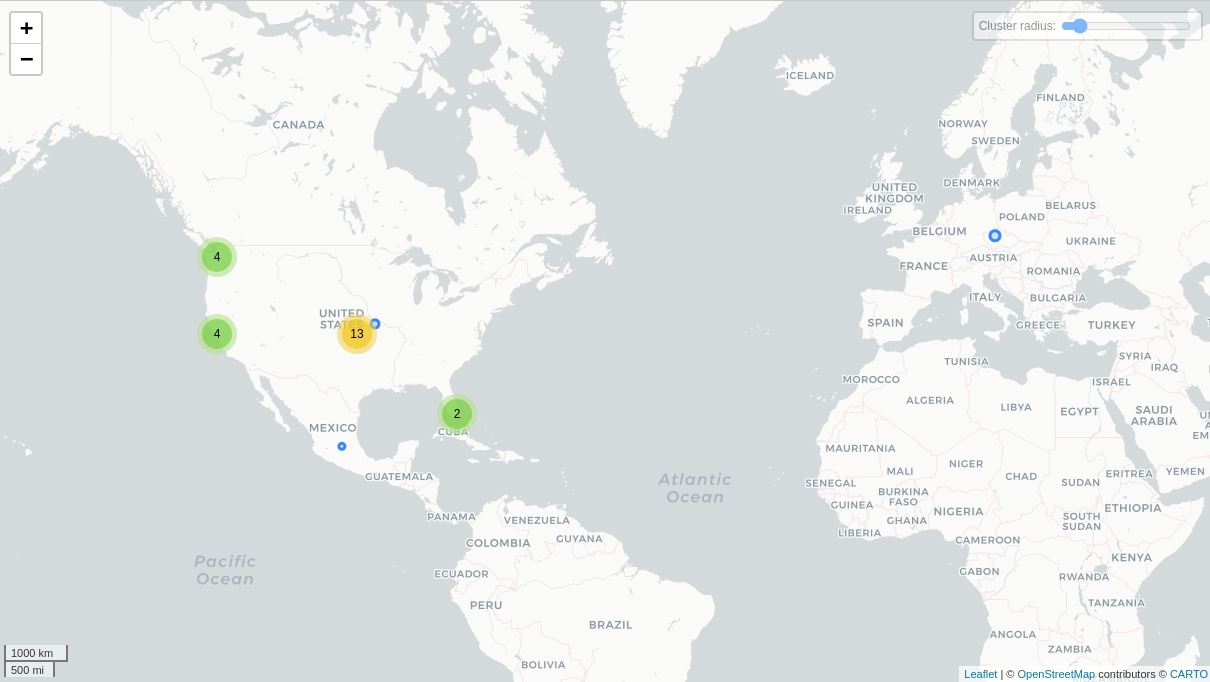 +
−
Cluster radius:
ICELAND
FINLAND
CANADA
NORWAY
SWEDEN
DENMARK
UNITED
KINGDOM
IRELAND
BELARUS
POLAND
BELGIUM
UKRAINE
4
AUSTRIA
FRANCE
ROMANIA
ITALY
BULGARIA
UNITED
STATES
SPAIN
GREECE
TURKEY
4
13
TUNISIA
SYRIA
IRAQ
MOROCCO
ISRAEL
ALGERIA
LIBYA
EGYPT
SAUDI
ARABIA
2
MEXICO
CUBA
MAURITANIA
NIGER
MALI
GUATEMALA
CHAD
SUDAN
ERITREA
YEMEN
Atlantic
Ocean
SENEGAL
BURKINA
FASO
GUINEA
NIGERIA
ETHIOPIA
PANAMA
VENEZUELA
GHANA
SOUTH
SUDAN
LIBERIA
COLOMBIA
GUYANA
CAMEROON
KENYA
Pacific
Ocean
ECUADOR
GABON
RWANDA
PERU
TANZANIA
BRAZIL
ANGOLA
ZAMBIA
BOLIVIA
1000 km
500 mi
Leaflet | © OpenStreetMap contributors © CARTO